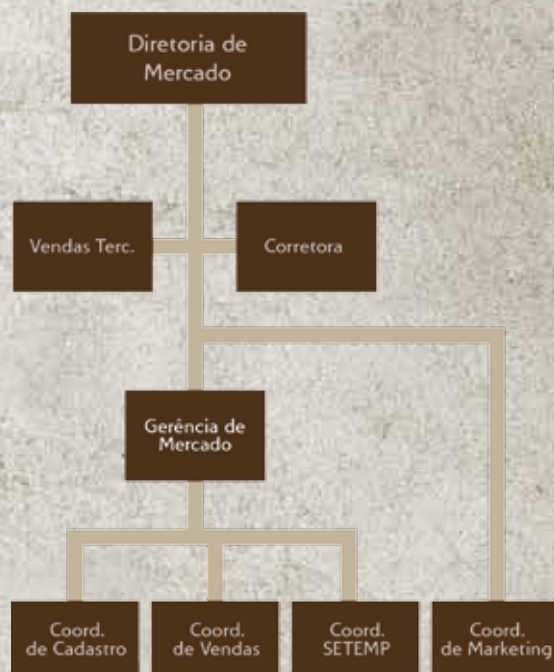 Diretoria de
Mercado
Vendas Terc.
Corretora
Gerência de
Mercado
Coord.
de Cadastro
Coord.
de Vendas
Coord.
SETEMP
Coord.
de Marketing